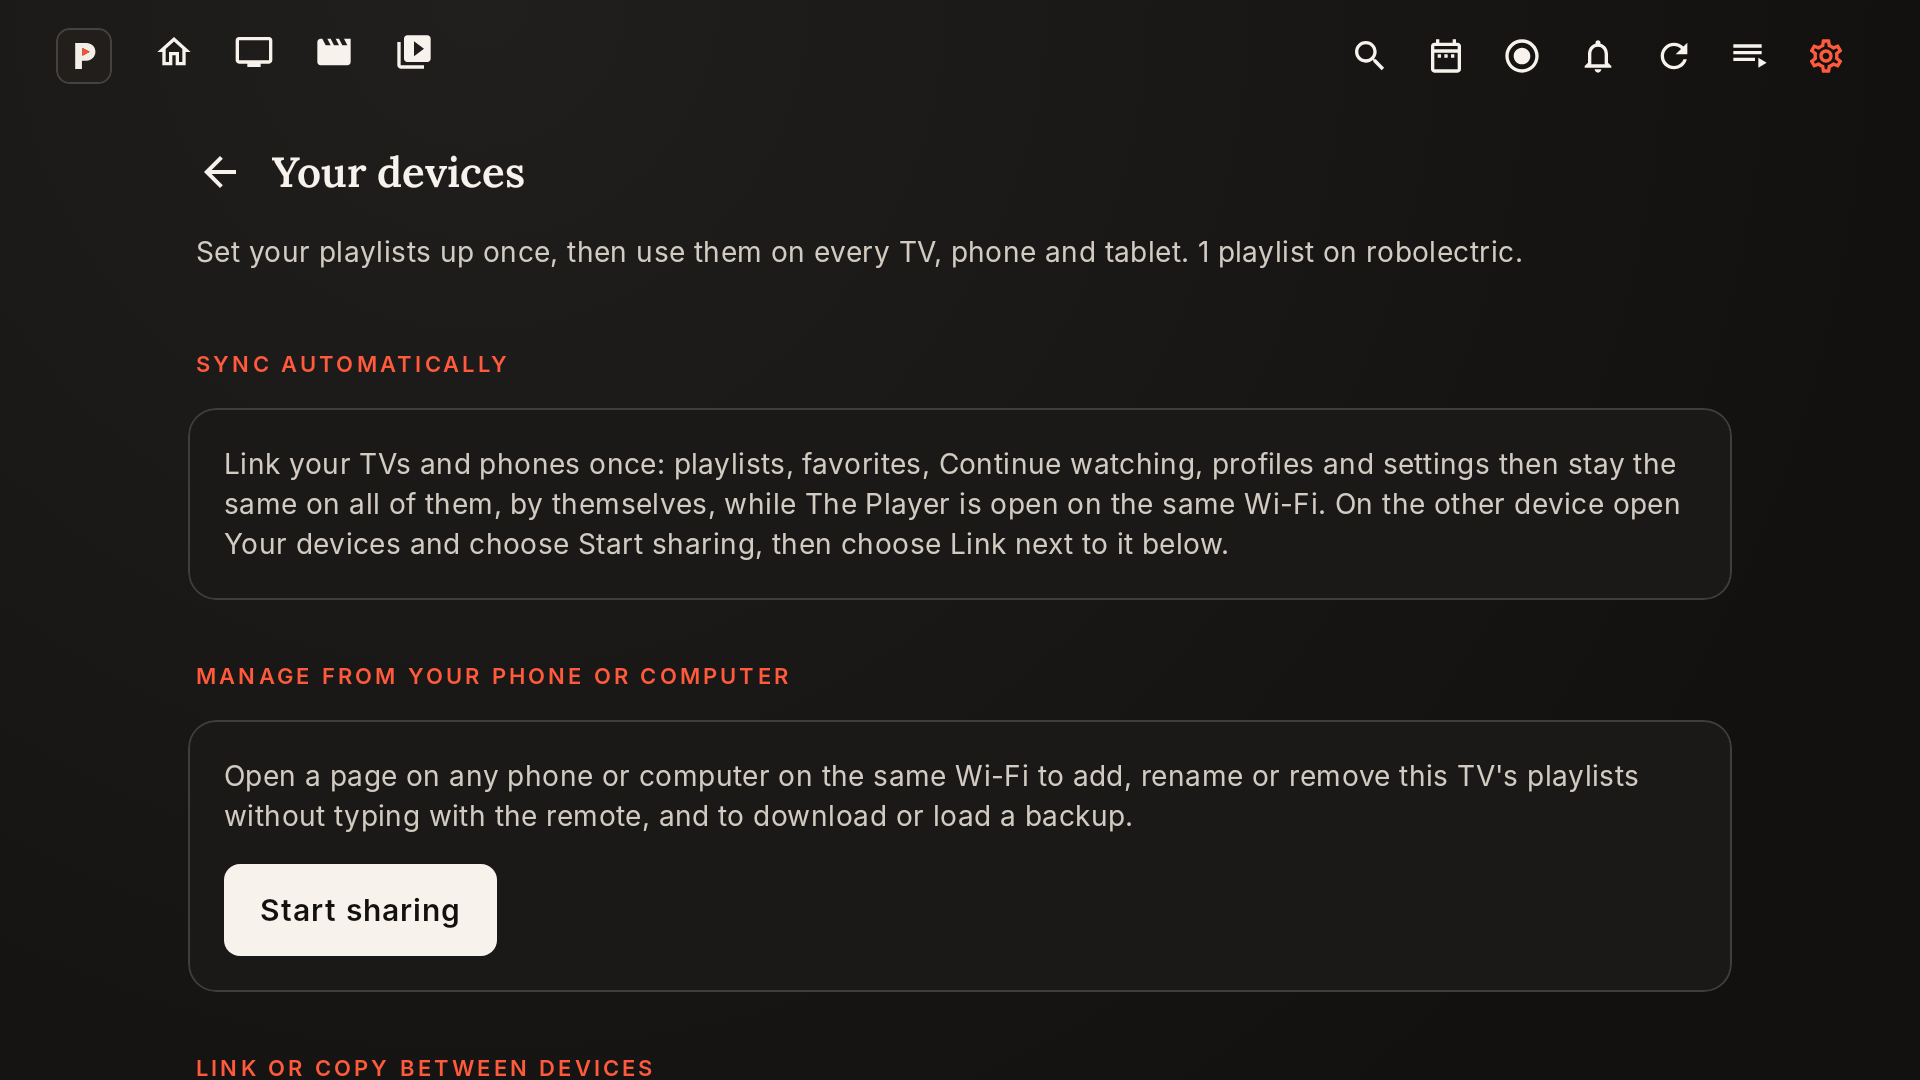 P
Your devices
Set your playlists up once, then use them on every TV, phone and tablet. 1 playlist on robolectric.
SYNC AUTOMATICALLY
Link your TVs and phones once: playlists, favorites, Continue watching, profiles and settings then stay the
same on all of them, by themselves, while The Player is open on the same Wi-Fi. On the other device open
Your devices and choose Start sharing, then choose Link next to it below.
MANAGE FROM YOUR PHONE OR COMPUTER
Open a page on any phone or computer on the same Wi-Fi to add, rename or remove this TV's playlists
without typing with the remote, and to download or load a backup.
Start sharing
LINK OR COPY BETWEEN DEVICES